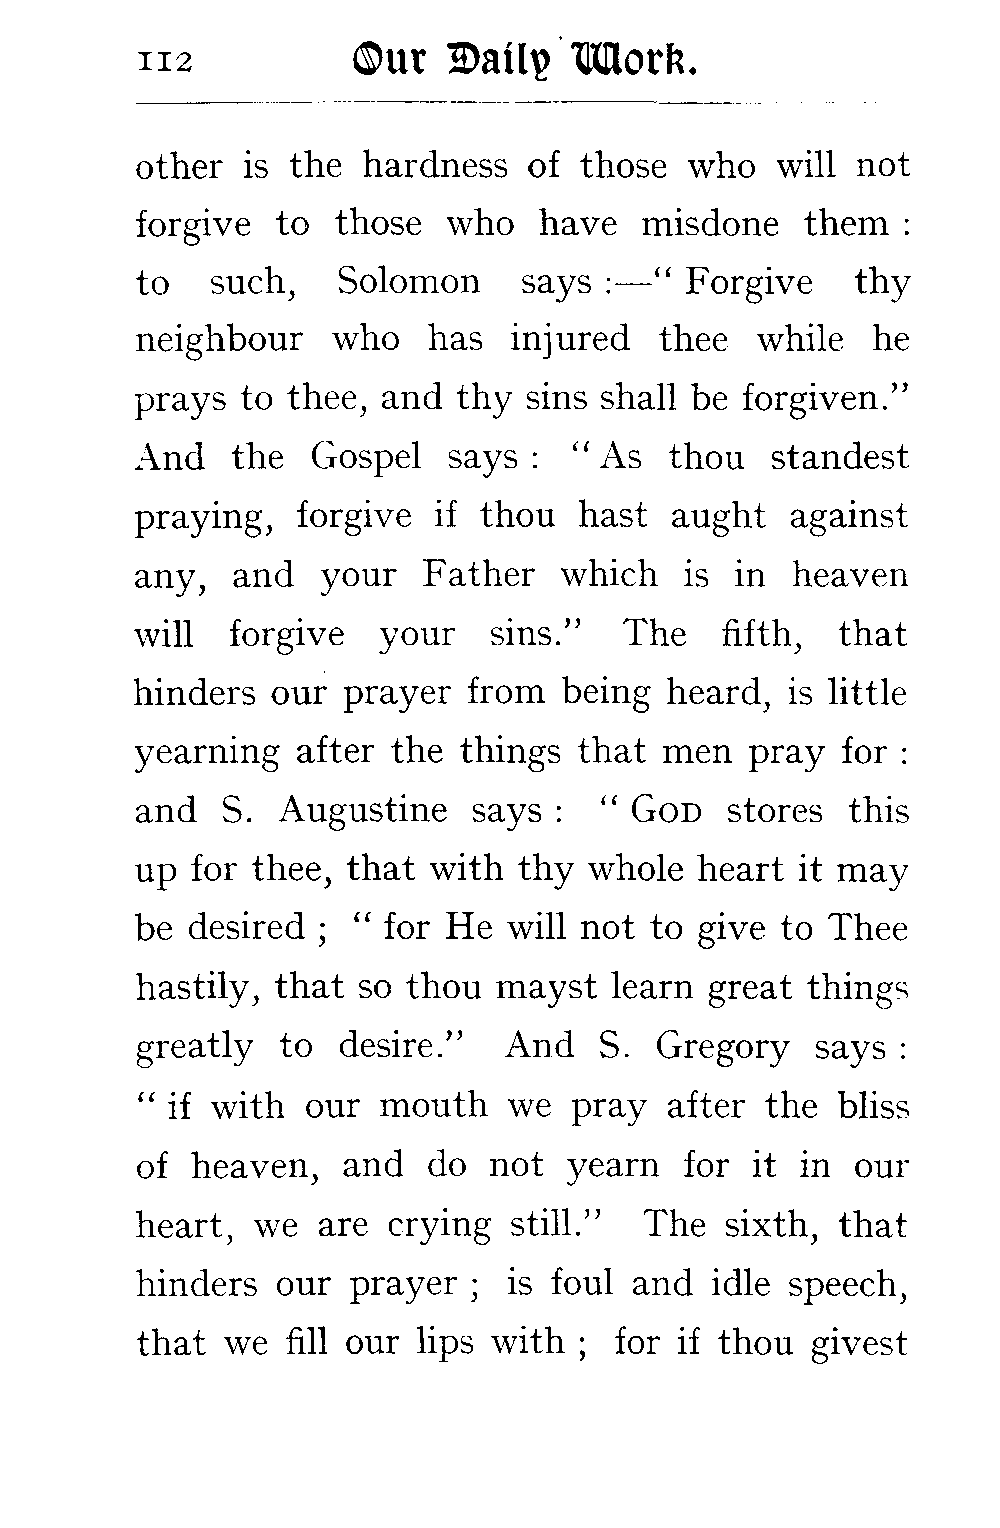 112 Our Daily Work.
other is the hardness of those who will not
forgive to those who have misdone them :
to such, Solomon says :—“ Forgive thy
neighbour who has injured thee while he
prays to thee, and thy sins shall be forgiven.”
And the Gospel says : “ As thou standest
praying, forgive if thou hast aught against
any, and your Father which is in heaven
will forgive your sins.” The fifth, that
hinders our prayer from being heard, is little
yearning after the things that men pray for :
and S. Augustine says : “ GOD stores this
up for thee, that with thy whole heart it may
be desired ; “ for He will not to give to Thee
hastily, that so thou mayst learn great things
greatly to desire.” And S. Gregory says :
“ if with our mouth we pray after the bliss
of heaven, and do not yearn for it in our
heart, we are crying still.” The sixth, that
hinders our prayer ; is foul and idle speech,
that we fill our lips with ; for if thou givest